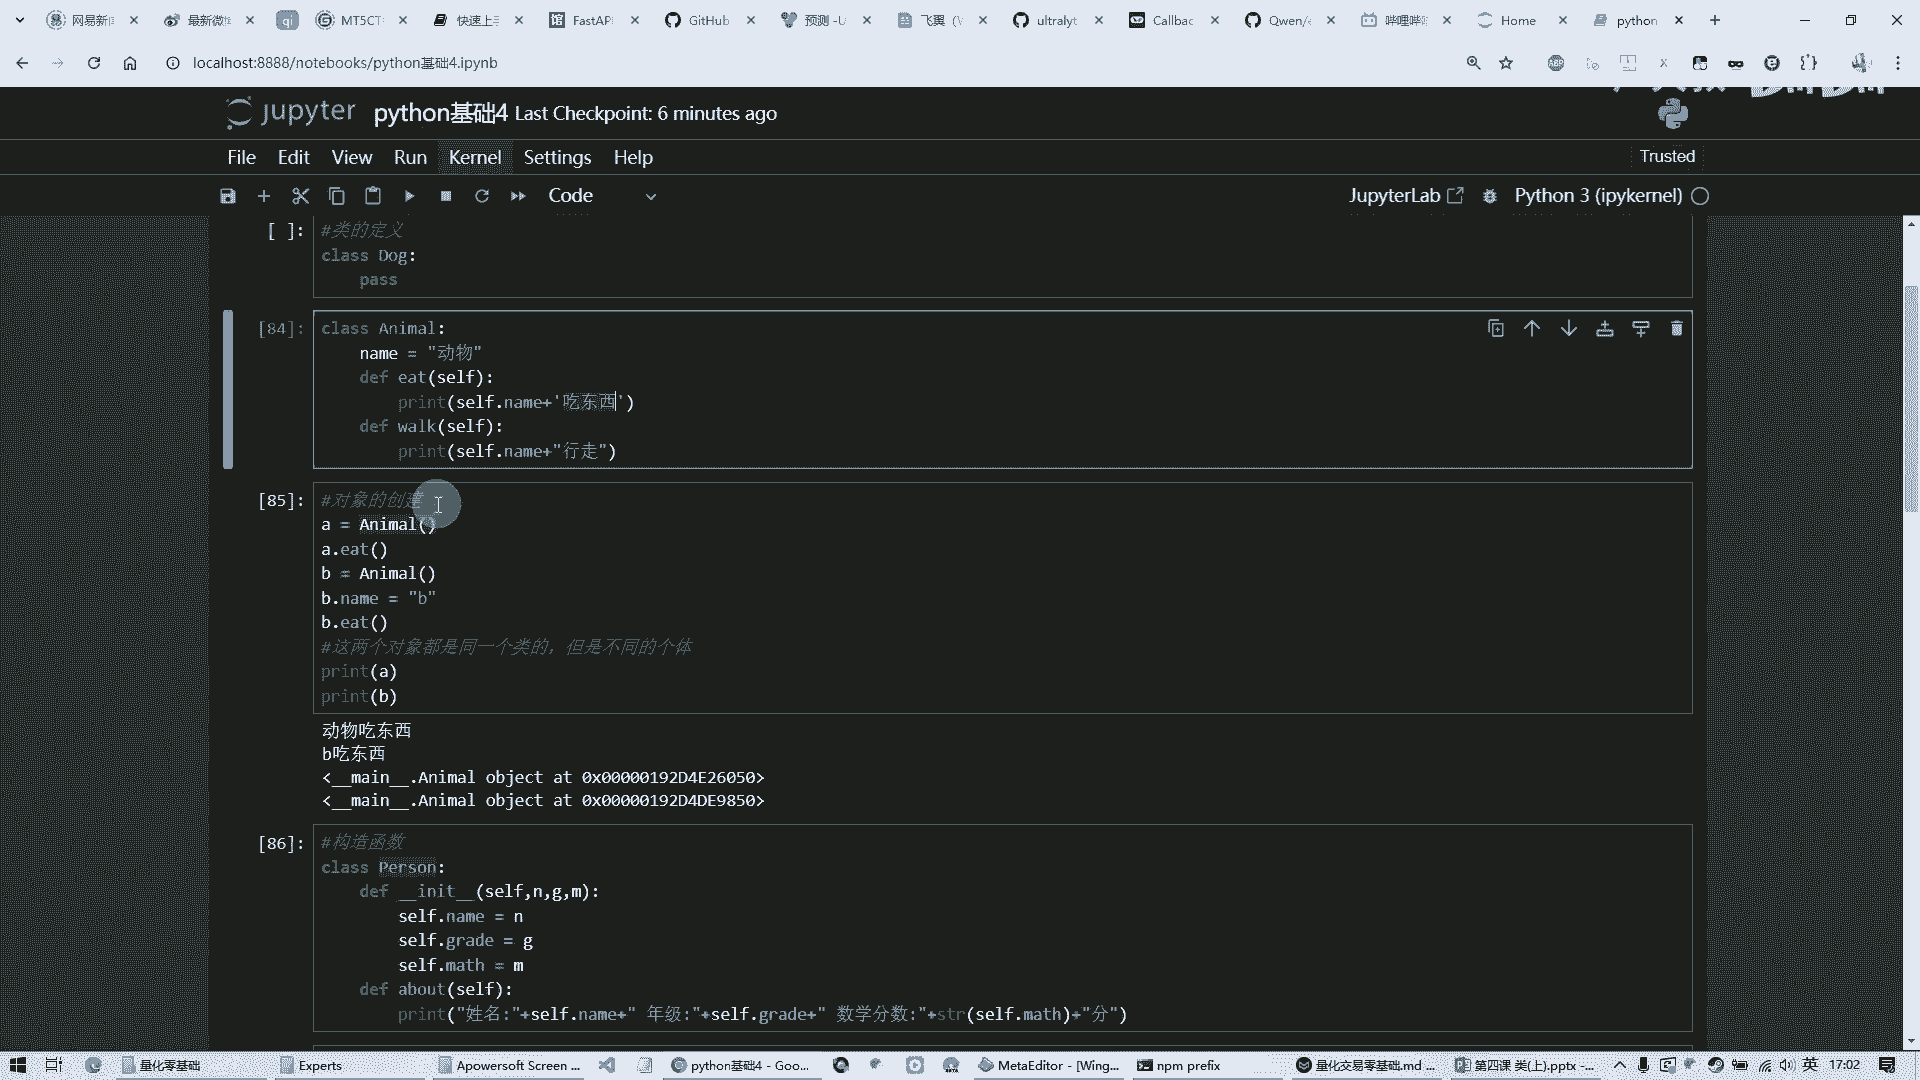 网易新
最新微
qi
MT5CT
快速上手
FastAP
GitHub
预测 -U
飞翼 (V
ultralyt
Callbac
Qwen/
哔哩哔
Home
python
localhost:8888/notebooks/python基础4.ipynb
jupyter python基础4 Last Checkpoint: 6 minutes ago
File Edit View Run Kernel Settings Help
Trusted
Code
JupyterLab Python 3 (ipykernel)
[ ]: #类的定义
class Dog:
    pass
[84]: class Animal:
    name = "动物"
    def eat(self):
        print(self.name+'吃东西')
    def walk(self):
        print(self.name+"行走")
[85]: #对象的创建
a = Animal()
a.eat()
b = Animal()
b.name = "b"
b.eat()
#这两个对象都是同一个类的，但是不同的个体
print(a)
print(b)
动物吃东西
b吃东西
<__main__.Animal object at 0x00000192D4E26050>
<__main__.Animal object at 0x00000192D4DE9850>
[86]: #构造函数
class Person:
    def __init__(self,n,g,m):
        self.name = n
        self.grade = g
        self.math = m
    def about(self):
        print("姓名:"+self.name+" 年级:"+self.grade+" 数学分数:"+str(self.math)+"分")
量化零基础
Experts
Apowersoft Screen ...
python基础4 - Goo...
MetaEditor - [Wing...
npm prefix
量化交易零基础.md ...
第四课 类(上).pptx -...
英
17:02